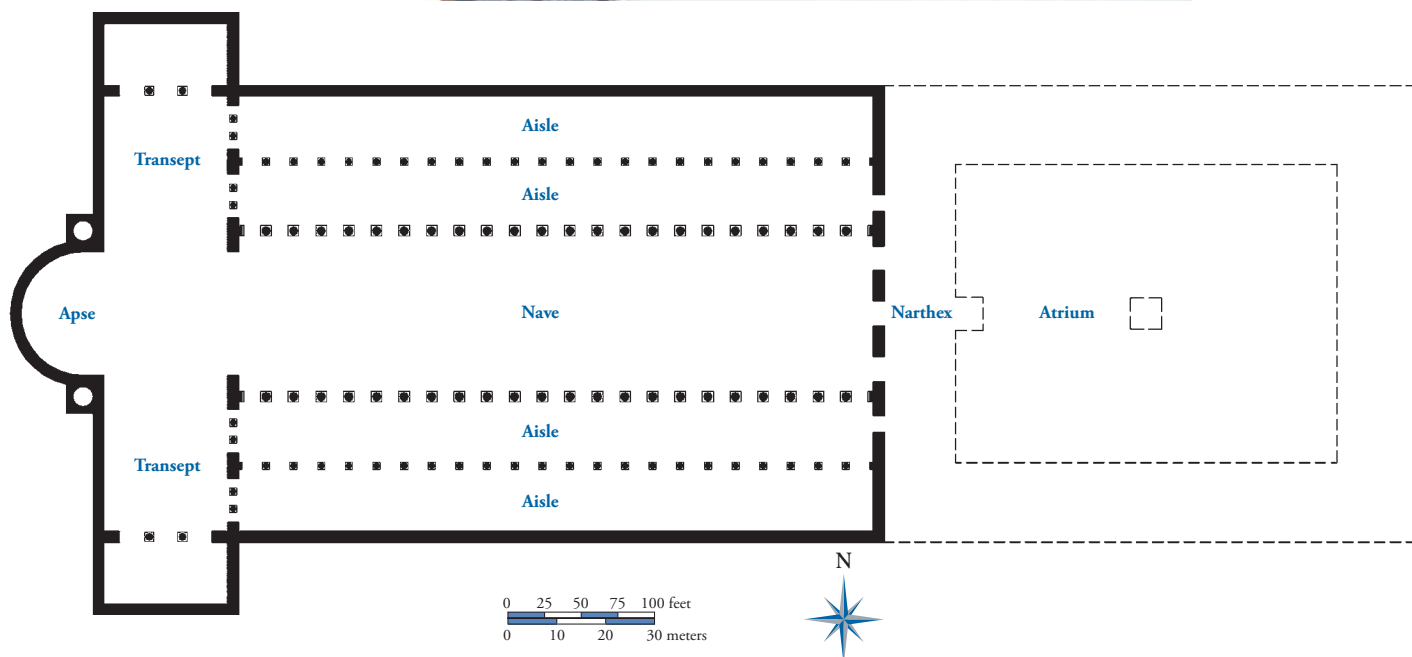 Aisle
Transept
Aisle
Apse
Nave
Narthex
Atrium
Aisle
Transept
Aisle
N
0 25 50 75 100 feet
0 10 20 30 meters